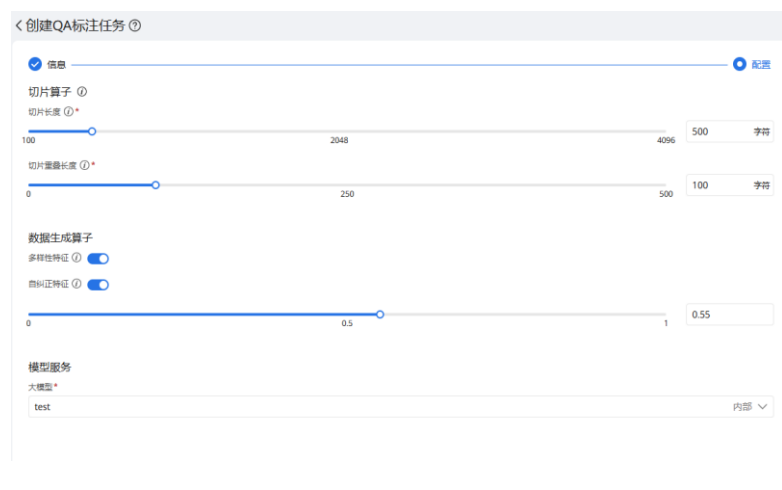 创建QA标注任务
信息 配置
切片算子
切片长度 *
500 字符
100 2048 4096
切片重叠长度 *
100 字符
0 250 500
数据生成算子
多样性特征
自纠正特征
0.55
0 0.5 1
模型服务
大模型*
test 内部